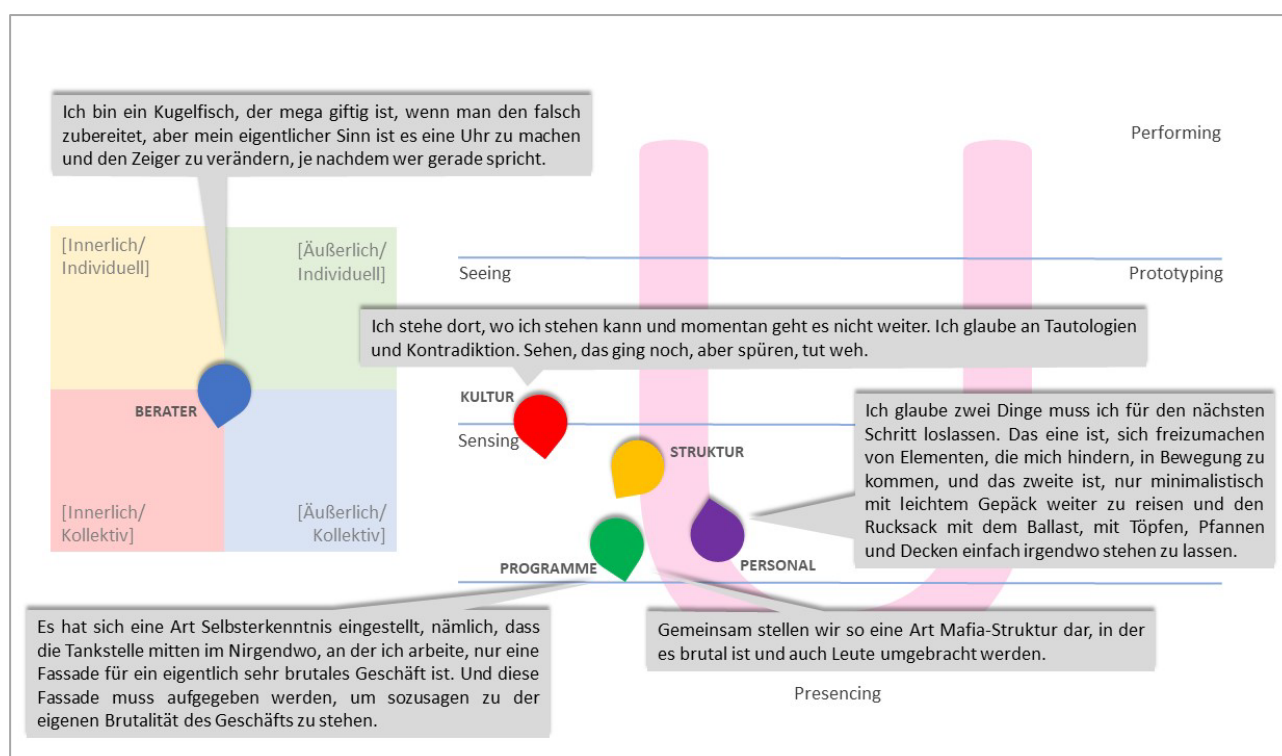 Ich bin ein Kugelfisch, der mega giftig ist, wenn man den falsch
zubereitet, aber mein eigentlicher Sinn ist es eine Uhr zu machen
und den Zeiger zu verändern, je nachdem wer gerade spricht.
Performing
[Innerlich/
Individuell]
[Äußerlich/
Individuell]
Seeing
Prototyping
Ich stehe dort, wo ich stehen kann und momentan geht es nicht weiter. Ich glaube an Tautologien
und Kontradiktion. Sehen, das ging noch, aber spüren, tut weh.
BERATER
KULTUR
Sensing
STRUKTUR
Ich glaube zwei Dinge muss ich für den nächsten
Schritt loslassen. Das eine ist, sich freizumachen
von Elementen, die mich hindern, in Bewegung zu
kommen, und das zweite ist, nur minimalistisch
mit leichtem Gepäck weiter zu reisen und den
Rucksack mit dem Ballast, mit Töpfen, Pfannen
und Decken einfach irgendwo stehen zu lassen.
[Innerlich/
Kollektiv]
[Äußerlich/
Kollektiv]
PROGRAMME
PERSONAL
Es hat sich eine Art Selbsterkenntnis eingestellt, nämlich, dass
die Tankstelle mitten im Nirgendwo, an der ich arbeite, nur eine
Fassade für ein eigentlich sehr brutales Geschäft ist. Und diese
Fassade muss aufgegeben werden, um sozusagen zu der
eigenen Brutalität des Geschäfts zu stehen.
Gemeinsam stellen wir so eine Art Mafia-Struktur dar, in der
es brutal ist und auch Leute umgebracht werden.
Presencing